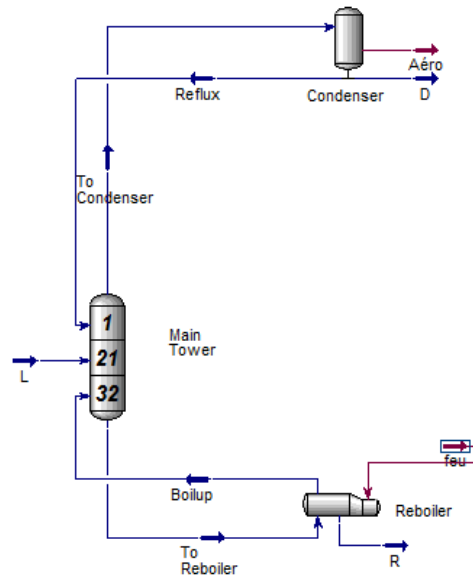 Aéro
Reflux
Condenser
D
To
Condenser
1
Main
Tower
21
L
32
feu
Boilup
Reboiler
To
Reboiler
R